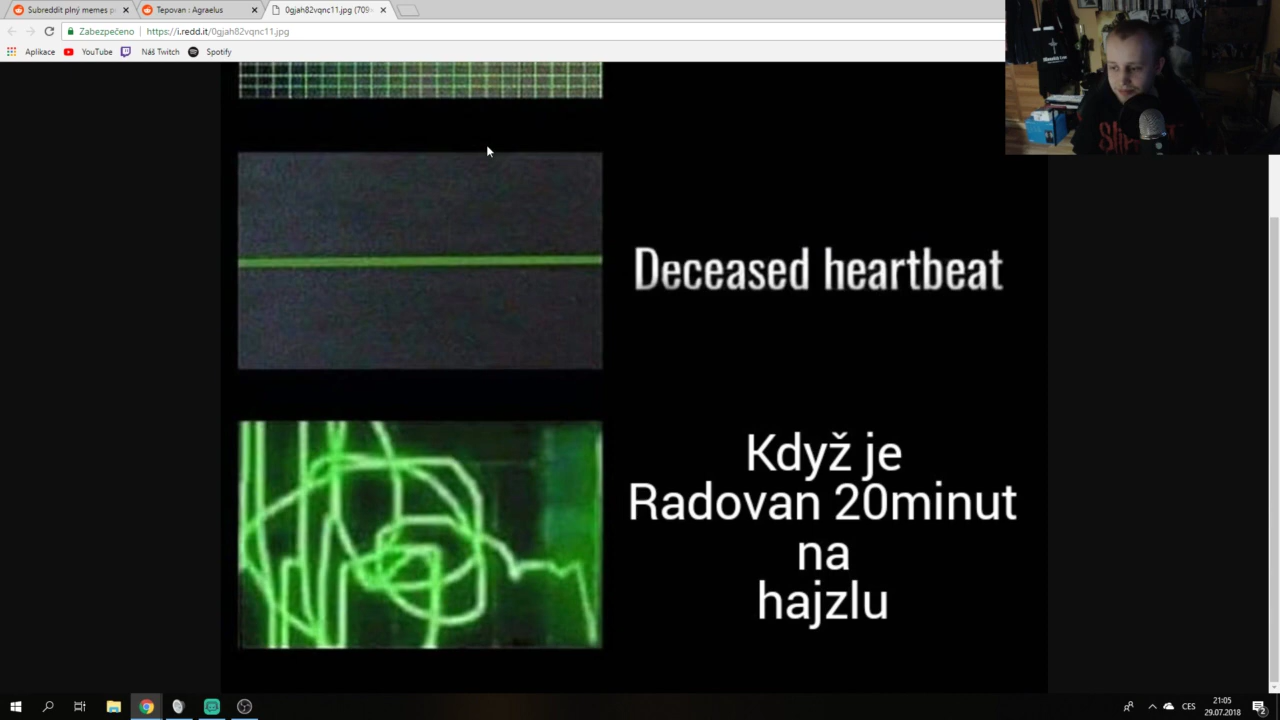 Subreddit plný memes p
Tepovan : Agraelus
0gjah82vqnc11.jpg (709
Zabezpečeno
https://i.redd.it/0gjah82vqnc11.jpg
Aplikace
YouTube
Náš Twitch
Spotify
Deceased heartbeat
Když je
Radovan 20minut
na
hajzlu
CES
21:05
29.07.2018
2